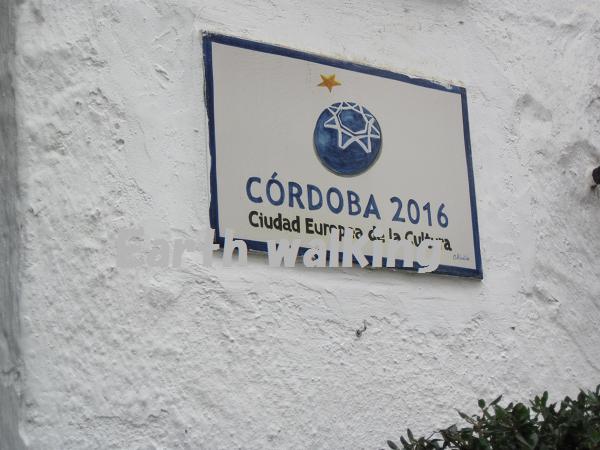 CÓRDOBA 2016
Ciudad Europea de la Cultura
Earth walking